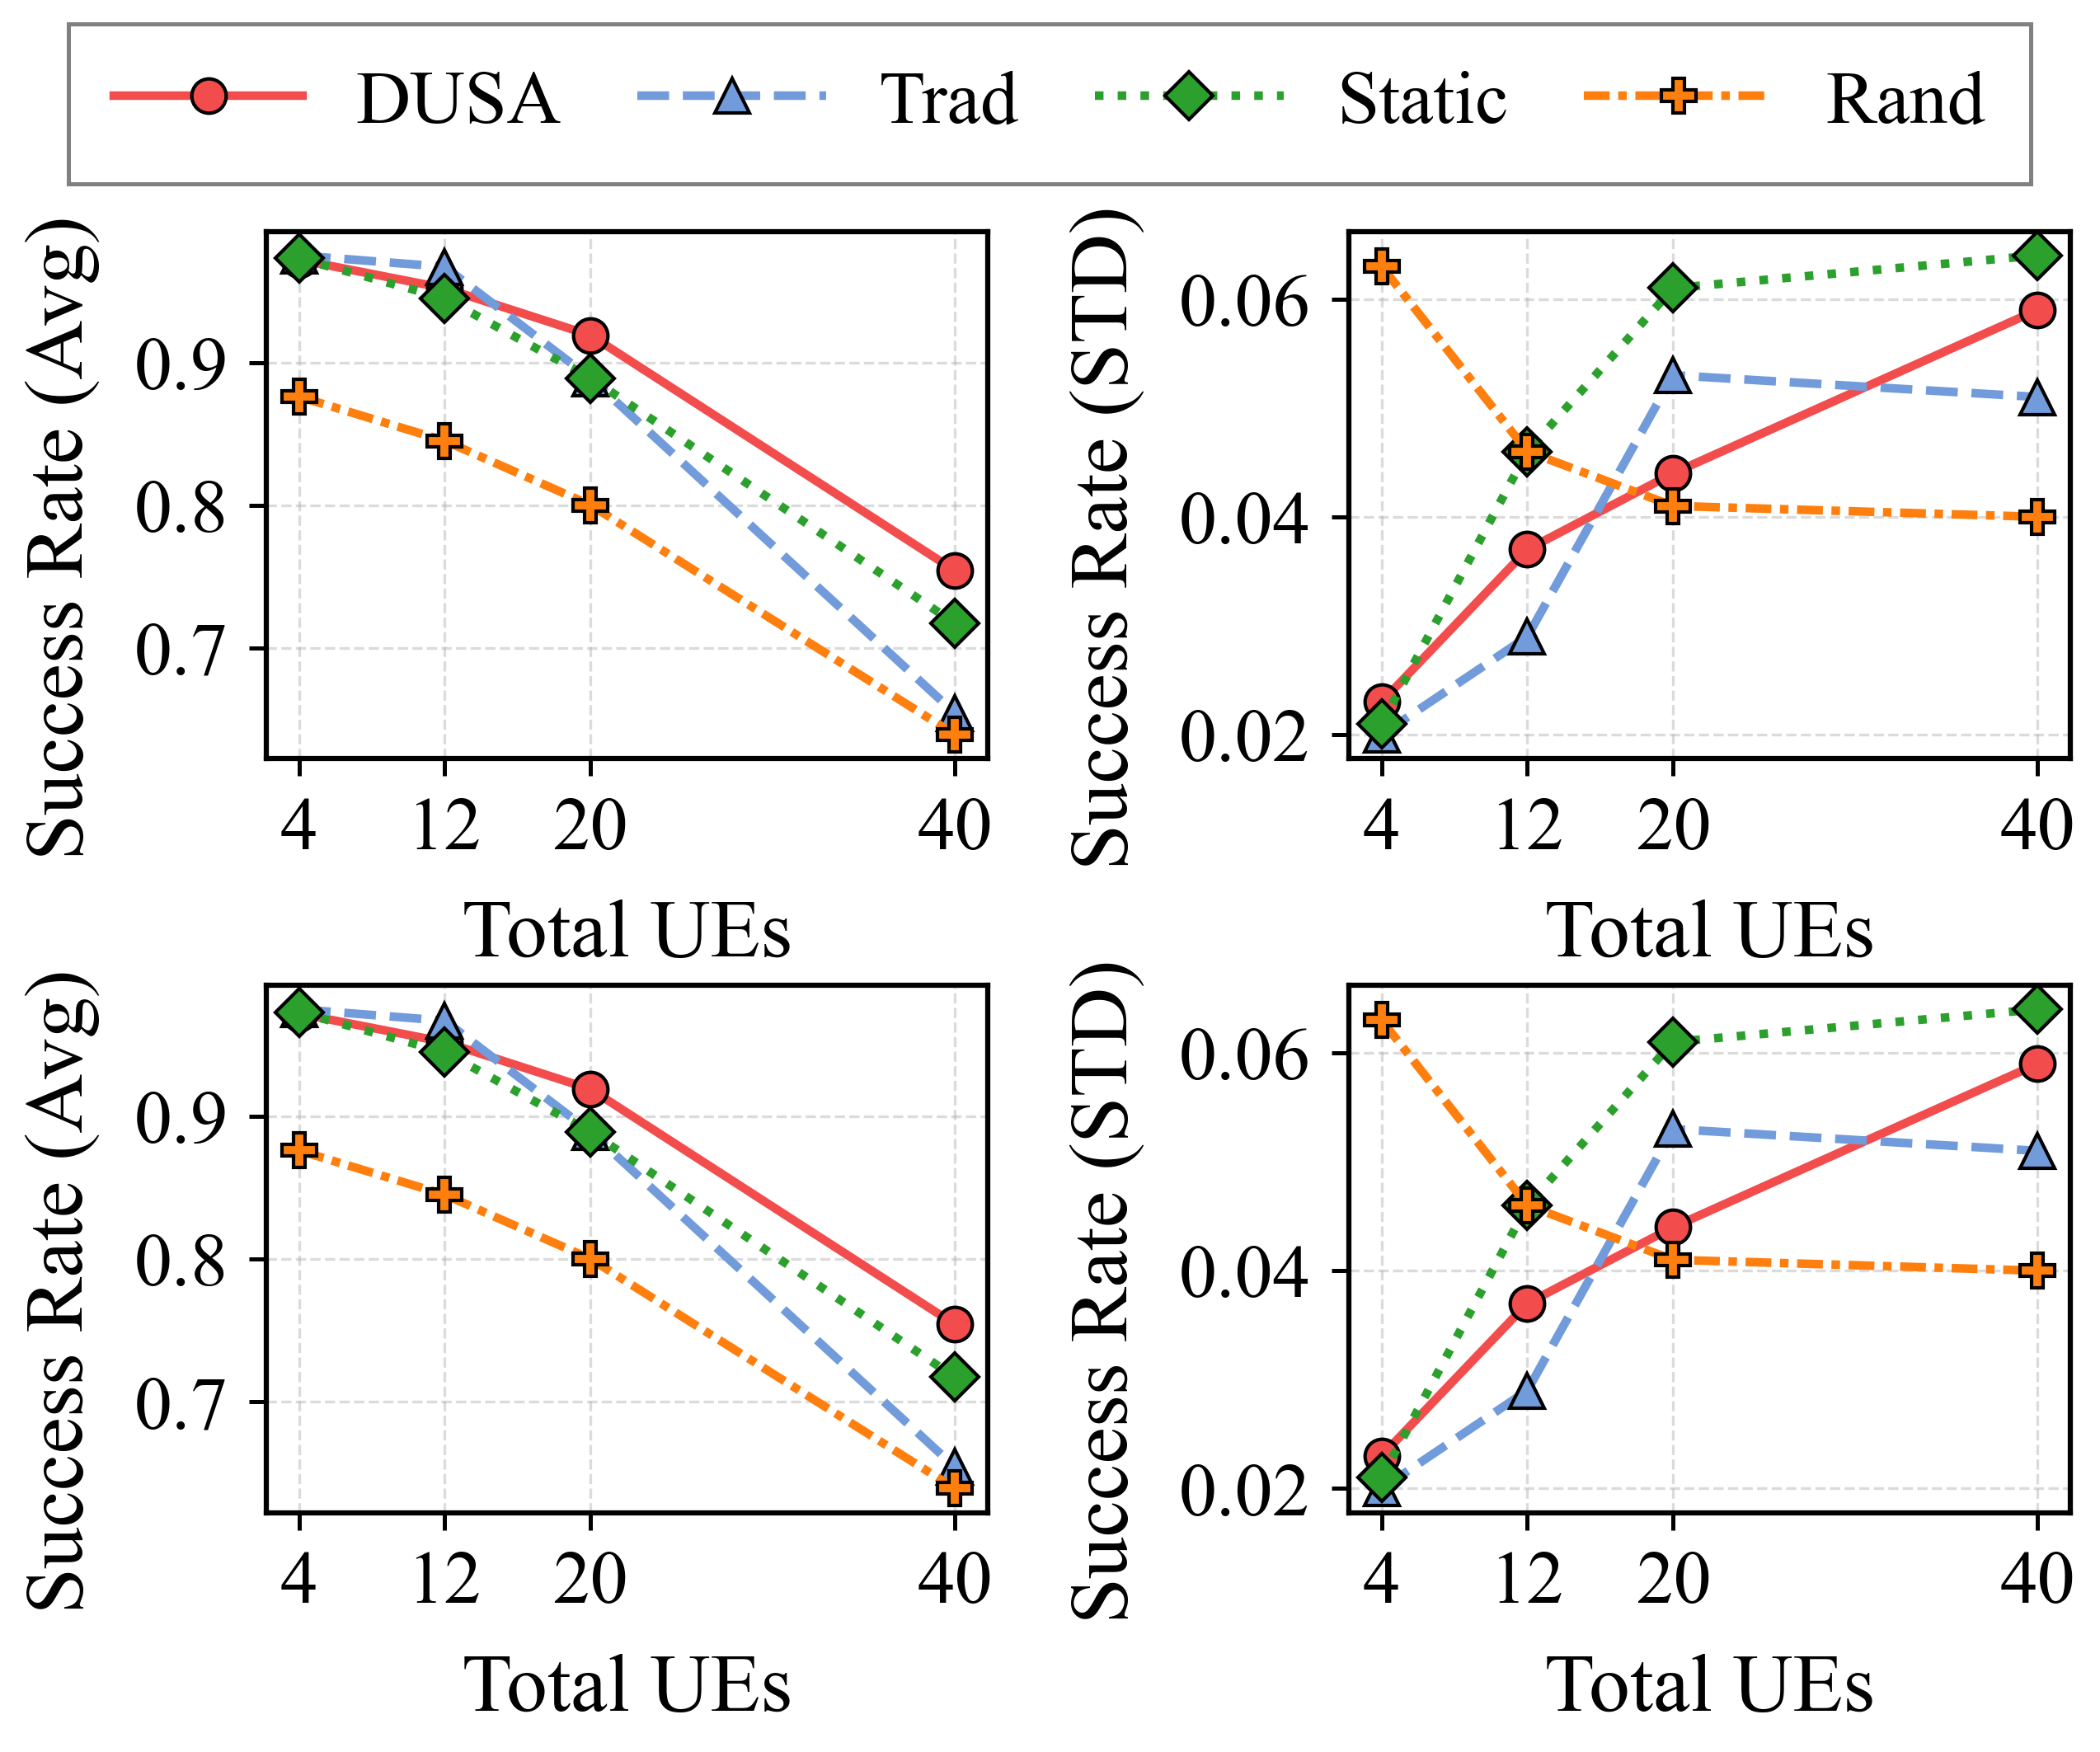 DUSA Trad Static Rand
Success Rate (Avg)
0.9
0.8
0.7
4 12 20 40
Total UEs
Success Rate (STD)
0.06
0.04
0.02
4 12 20 40
Total UEs
Success Rate (Avg)
0.9
0.8
0.7
4 12 20 40
Total UEs
Success Rate (STD)
0.06
0.04
0.02
4 12 20 40
Total UEs